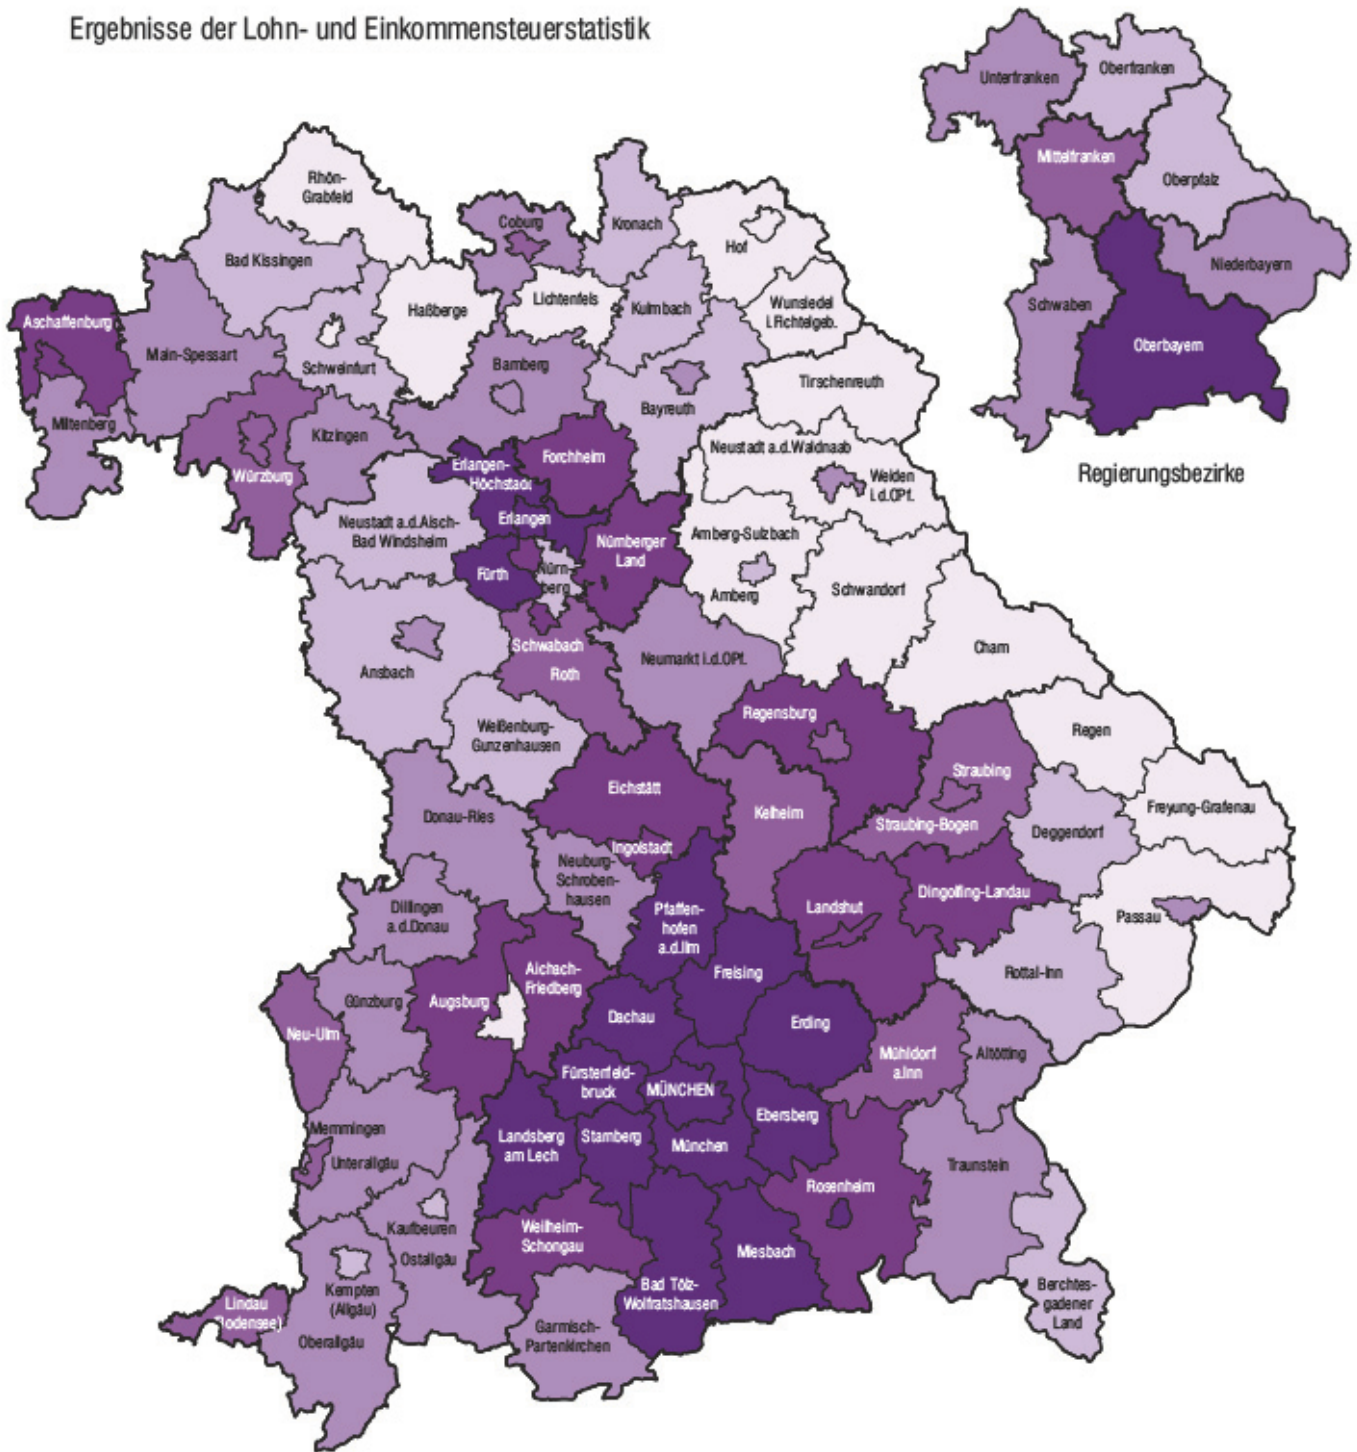 Ergebnisse der Lohn- und Einkommensteuerstatistik
Unterfranken
Oberfranken
Mittelfranken
Oberpfalz
Niederbayern
Schwaben
Oberbayern
Regierungsbezirke
Rhön-
Grabfeld
Coburg
Kronach
Hof
Bad Kissingen
Haßberge
Lichtenfels
Kulmbach
Wunsiedel
i.Fichtelgeb.
Aschaffenburg
Main-Spessart
Schweinfurt
Bamberg
Bayreuth
Tirschenreuth
Miltenberg
Würzburg
Kitzingen
Erlangen-
Höchstadt
Forchheim
Neustadt a.d.Waldnaab
Weiden
i.d.OPf.
Neustadt a.d.Aisch-
Bad Windsheim
Erlangen
Fürth
Nürn-
berg
Nürnberger
Land
Amberg-Sulzbach
Amberg
Schwandorf
Cham
Ansbach
Schwabach
Roth
Neumarkt i.d.OPf.
Weißenburg-
Gunzenhausen
Regensburg
Regen
Eichstätt
Kelheim
Straubing
Straubing-Bogen
Deggendorf
Freyung-Grafenau
Donau-Ries
Ingolstadt
Neuburg-
Schroben-
hausen
Pfaffen-
hofen
a.d.Ilm
Landshut
Dingolfing-Landau
Passau
Dillingen
a.d.Donau
Rottal-Inn
Günzburg
Augsburg
Aichach-
Friedberg
Freising
Dachau
Erding
Neu-Ulm
Mühldorf
a.Inn
Altötting
Fürstenfeld-
bruck
MÜNCHEN
Ebersberg
Memmingen
Unterallgäu
Landsberg
am Lech
Starnberg
München
Traunstein
Rosenheim
Kaufbeuren
Ostallgäu
Weilheim-
Schongau
Miesbach
Bad Tölz-
Wolfratshausen
Berchtes-
gadener
Land
Lindau
(Bodensee)
Kempten
(Allgäu)
Oberallgäu
Garmisch-
Partenkirchen